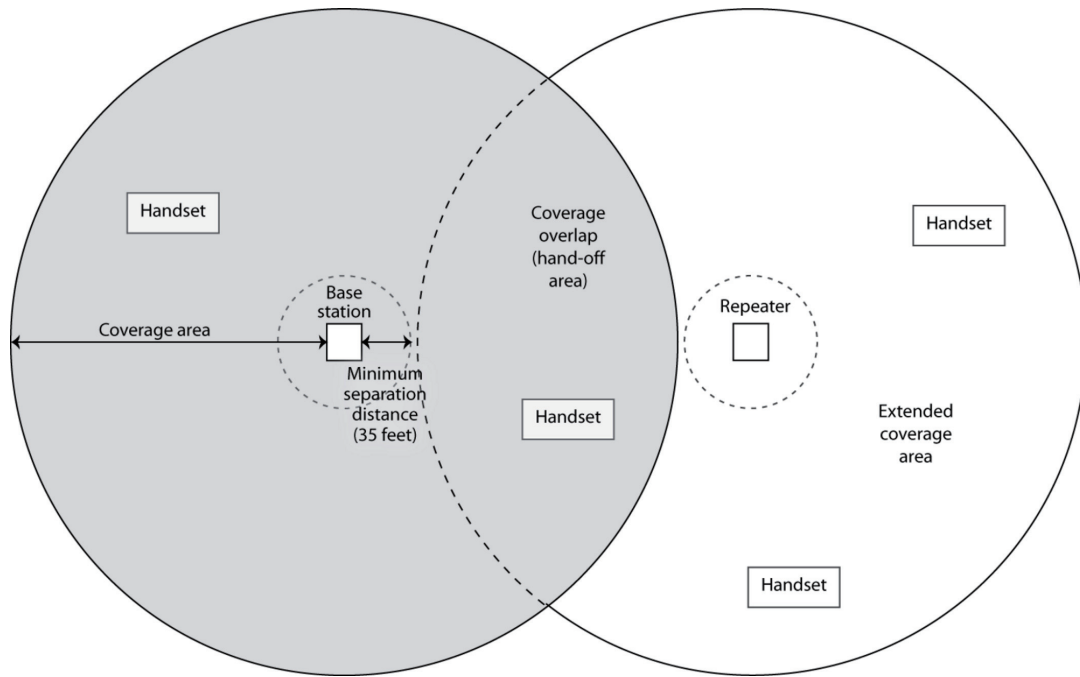 Handset
Coverage area
Base
station
Minimum
separation
distance
(35 feet)
Coverage
overlap
(hand-off
area)
Handset
Repeater
Handset
Extended
coverage
area
Handset